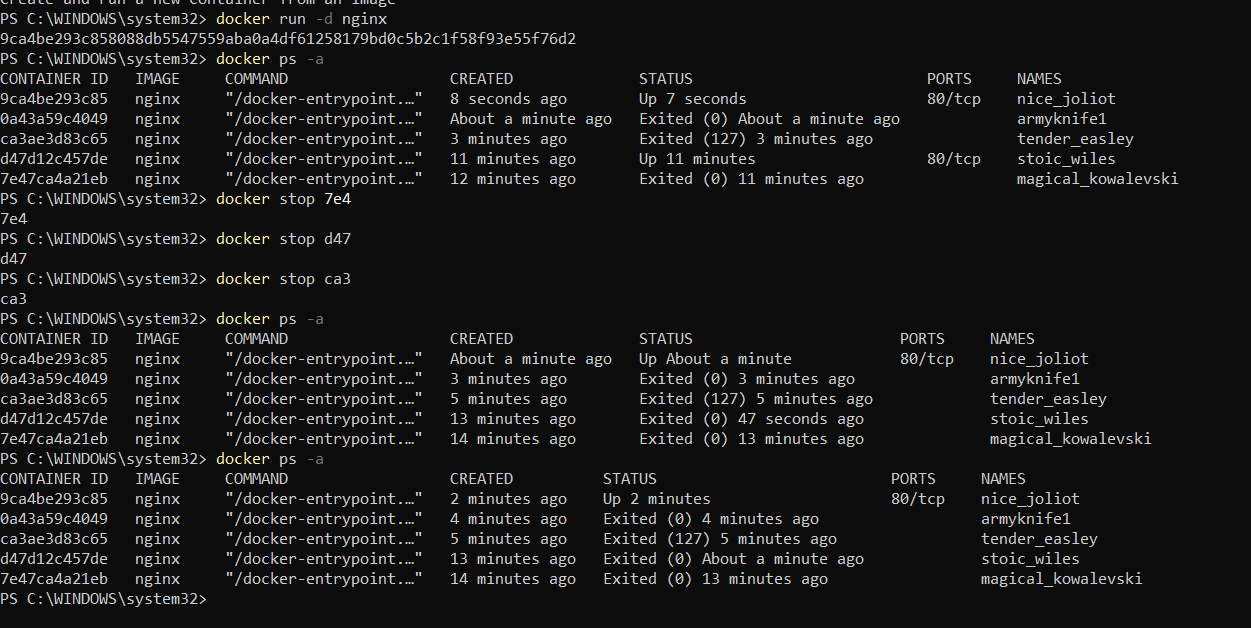 Create and run a new container from an image
PS C:\WINDOWS\system32> docker run -d nginx
9ca4be293c858088db5547559aba0a4df61258179bd0c5b2c1f58f93e55f76d2
PS C:\WINDOWS\system32> docker ps -a
CONTAINER ID   IMAGE     COMMAND                  CREATED              STATUS                          PORTS     NAMES
9ca4be293c85   nginx     "/docker-entrypoint.…"   8 seconds ago        Up 7 seconds                    80/tcp    nice_joliot
0a43a59c4049   nginx     "/docker-entrypoint.…"   About a minute ago   Exited (0) About a minute ago             armyknife1
ca3ae3d83c65   nginx     "/docker-entrypoint.…"   3 minutes ago        Exited (127) 3 minutes ago                tender_easley
d47d12c457de   nginx     "/docker-entrypoint.…"   11 minutes ago       Up 11 minutes                   80/tcp    stoic_wiles
7e47ca4a21eb   nginx     "/docker-entrypoint.…"   12 minutes ago       Exited (0) 11 minutes ago                 magical_kowalevski
PS C:\WINDOWS\system32> docker stop 7e4
7e4
PS C:\WINDOWS\system32> docker stop d47
d47
PS C:\WINDOWS\system32> docker stop ca3
ca3
PS C:\WINDOWS\system32> docker ps -a
CONTAINER ID   IMAGE     COMMAND                  CREATED              STATUS                       PORTS     NAMES
9ca4be293c85   nginx     "/docker-entrypoint.…"   About a minute ago   Up About a minute            80/tcp    nice_joliot
0a43a59c4049   nginx     "/docker-entrypoint.…"   3 minutes ago        Exited (0) 3 minutes ago               armyknife1
ca3ae3d83c65   nginx     "/docker-entrypoint.…"   5 minutes ago        Exited (127) 5 minutes ago             tender_easley
d47d12c457de   nginx     "/docker-entrypoint.…"   13 minutes ago       Exited (0) 47 seconds ago              stoic_wiles
7e47ca4a21eb   nginx     "/docker-entrypoint.…"   14 minutes ago       Exited (0) 13 minutes ago              magical_kowalevski
PS C:\WINDOWS\system32> docker ps -a
CONTAINER ID   IMAGE     COMMAND                  CREATED          STATUS                          PORTS     NAMES
9ca4be293c85   nginx     "/docker-entrypoint.…"   2 minutes ago    Up 2 minutes                    80/tcp    nice_joliot
0a43a59c4049   nginx     "/docker-entrypoint.…"   4 minutes ago    Exited (0) 4 minutes ago                  armyknife1
ca3ae3d83c65   nginx     "/docker-entrypoint.…"   5 minutes ago    Exited (127) 5 minutes ago                tender_easley
d47d12c457de   nginx     "/docker-entrypoint.…"   13 minutes ago   Exited (0) About a minute ago             stoic_wiles
7e47ca4a21eb   nginx     "/docker-entrypoint.…"   14 minutes ago   Exited (0) 13 minutes ago                 magical_kowalevski
PS C:\WINDOWS\system32>